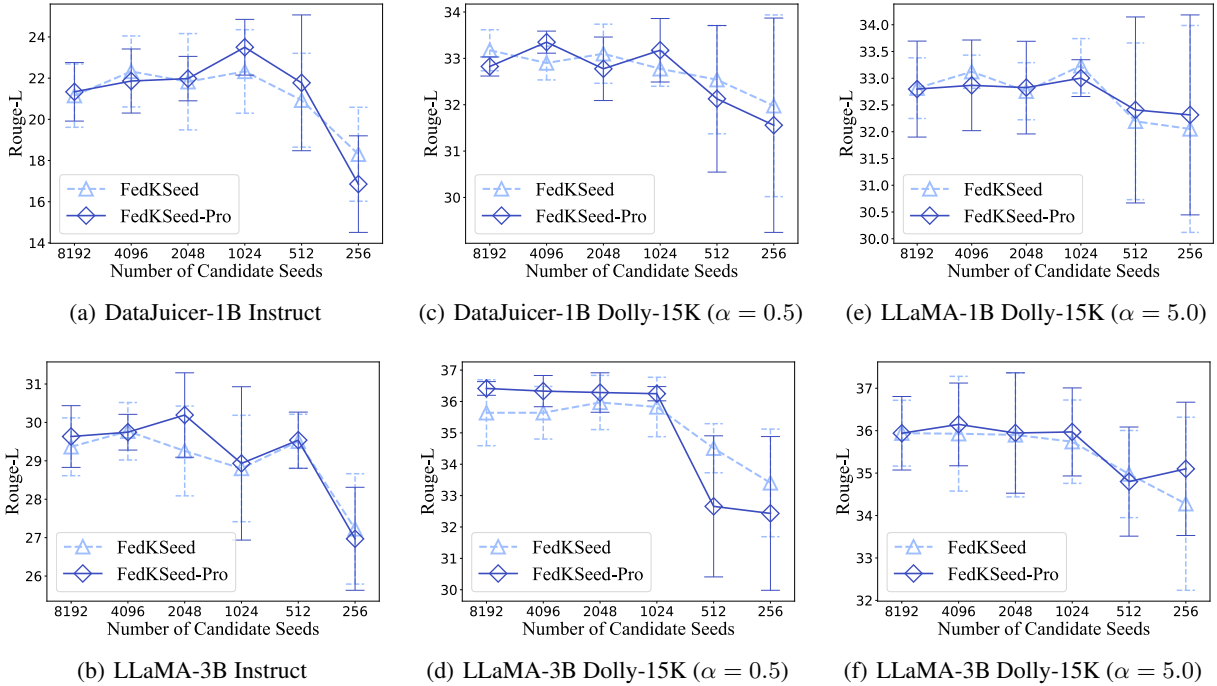 24
22
20
18
16
14
Rouge-L
FedKSeed
FedKSeed-Pro
8192 4096 2048 1024 512 256
Number of Candidate Seeds
(a) DataJuicer-1B Instruct
34
33
32
30
Rouge-L
FedKSeed
FedKSeed-Pro
8192 4096 2048 1024 512 256
Number of Candidate Seeds
(c) DataJuicer-1B Dolly-15K (α = 0.5)
34.0
33.5
33.0
32.5
32.0
31.5
31.0
30.5
30.0
Rouge-L
FedKSeed
FedKSeed-Pro
8192 4096 2048 1024 512 256
Number of Candidate Seeds
(e) LLaMA-1B Dolly-15K (α = 5.0)
31
30
29
28
27
26
Rouge-L
FedKSeed
FedKSeed-Pro
8192 4096 2048 1024 512 256
Number of Candidate Seeds
(b) LLaMA-3B Instruct
37
36
35
34
33
32
31
30
Rouge-L
FedKSeed
FedKSeed-Pro
8192 4096 2048 1024 512 256
Number of Candidate Seeds
(d) LLaMA-3B Dolly-15K (α = 0.5)
37
36
35
34
33
32
Rouge-L
FedKSeed
FedKSeed-Pro
8192 4096 2048 1024 512 256
Number of Candidate Seeds
(f) LLaMA-3B Dolly-15K (α = 5.0)